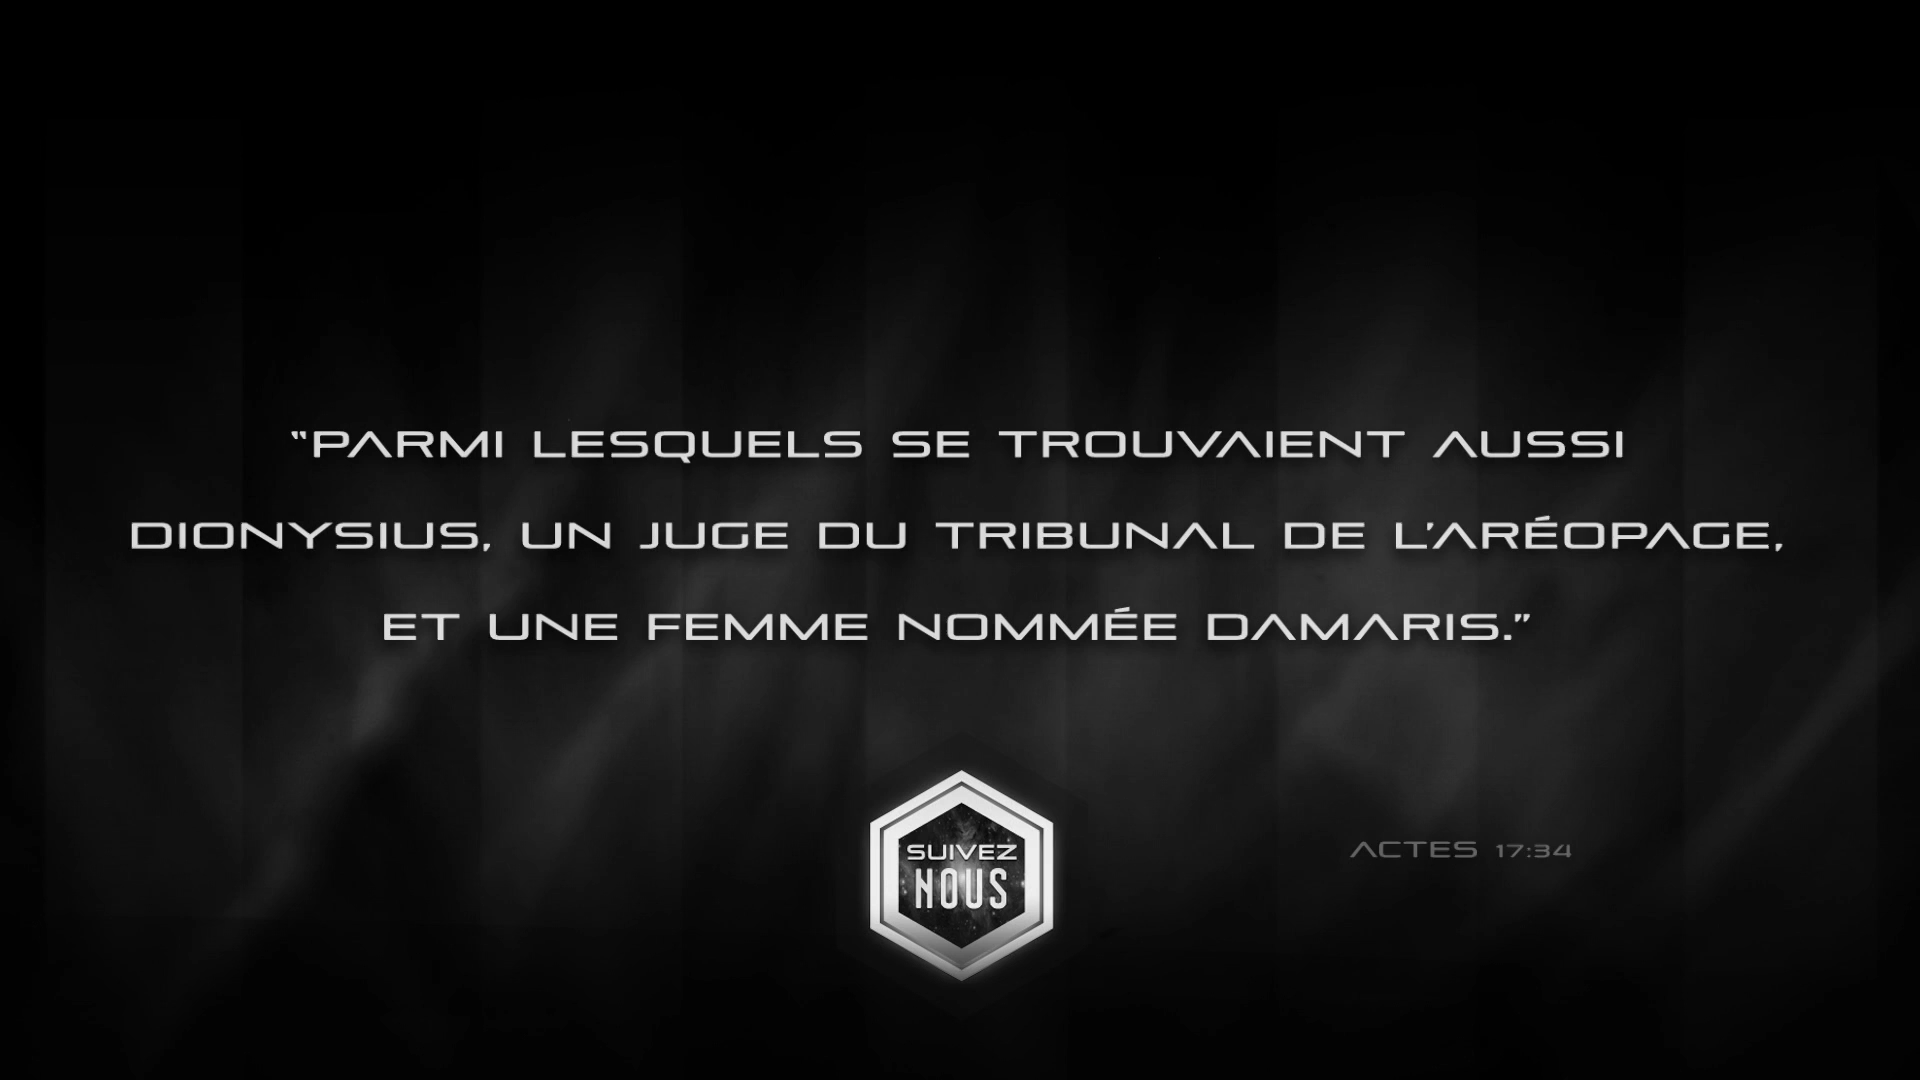 “PARMI LESQUELS SE TROUVAIENT AUSSI
DIONYSIUS, UN JUGE DU TRIBUNAL DE L’ARÉOPAGE,
ET UNE FEMME NOMMÉE DAMARIS.”
ACTES 17:34
SUIVEZ
NOUS